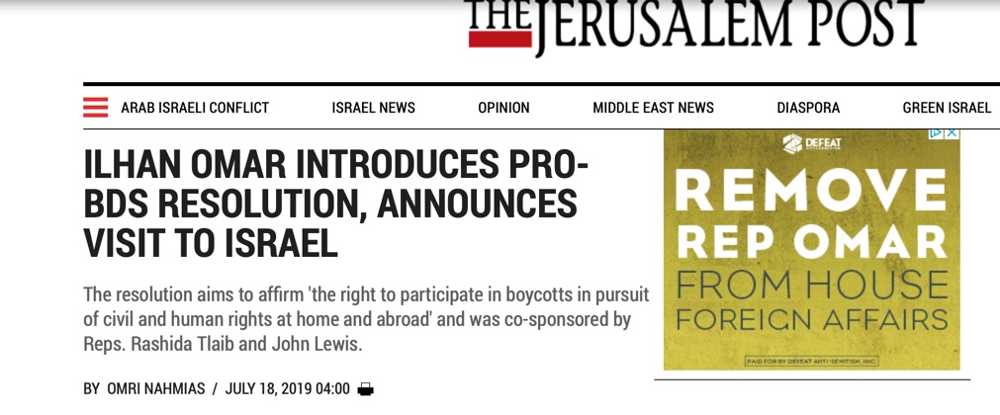 THE JERUSALEM POST
ARAB ISRAELI CONFLICT ISRAEL NEWS OPINION MIDDLE EAST NEWS DIASPORA GREEN ISRAEL
ILHAN OMAR INTRODUCES PRO-
BDS RESOLUTION, ANNOUNCES
VISIT TO ISRAEL
The resolution aims to affirm 'the right to participate in boycotts in pursuit
of civil and human rights at home and abroad' and was co-sponsored by
Reps. Rashida Tlaib and John Lewis.
BY OMRI NAHMIAS / JULY 18, 2019 04:00
DEFEAT
REMOVE
REP OMAR
FROM HOUSE
FOREIGN AFFAIRS
PAID FOR BY DEFEAT ANTI-SEMITISM, INC.